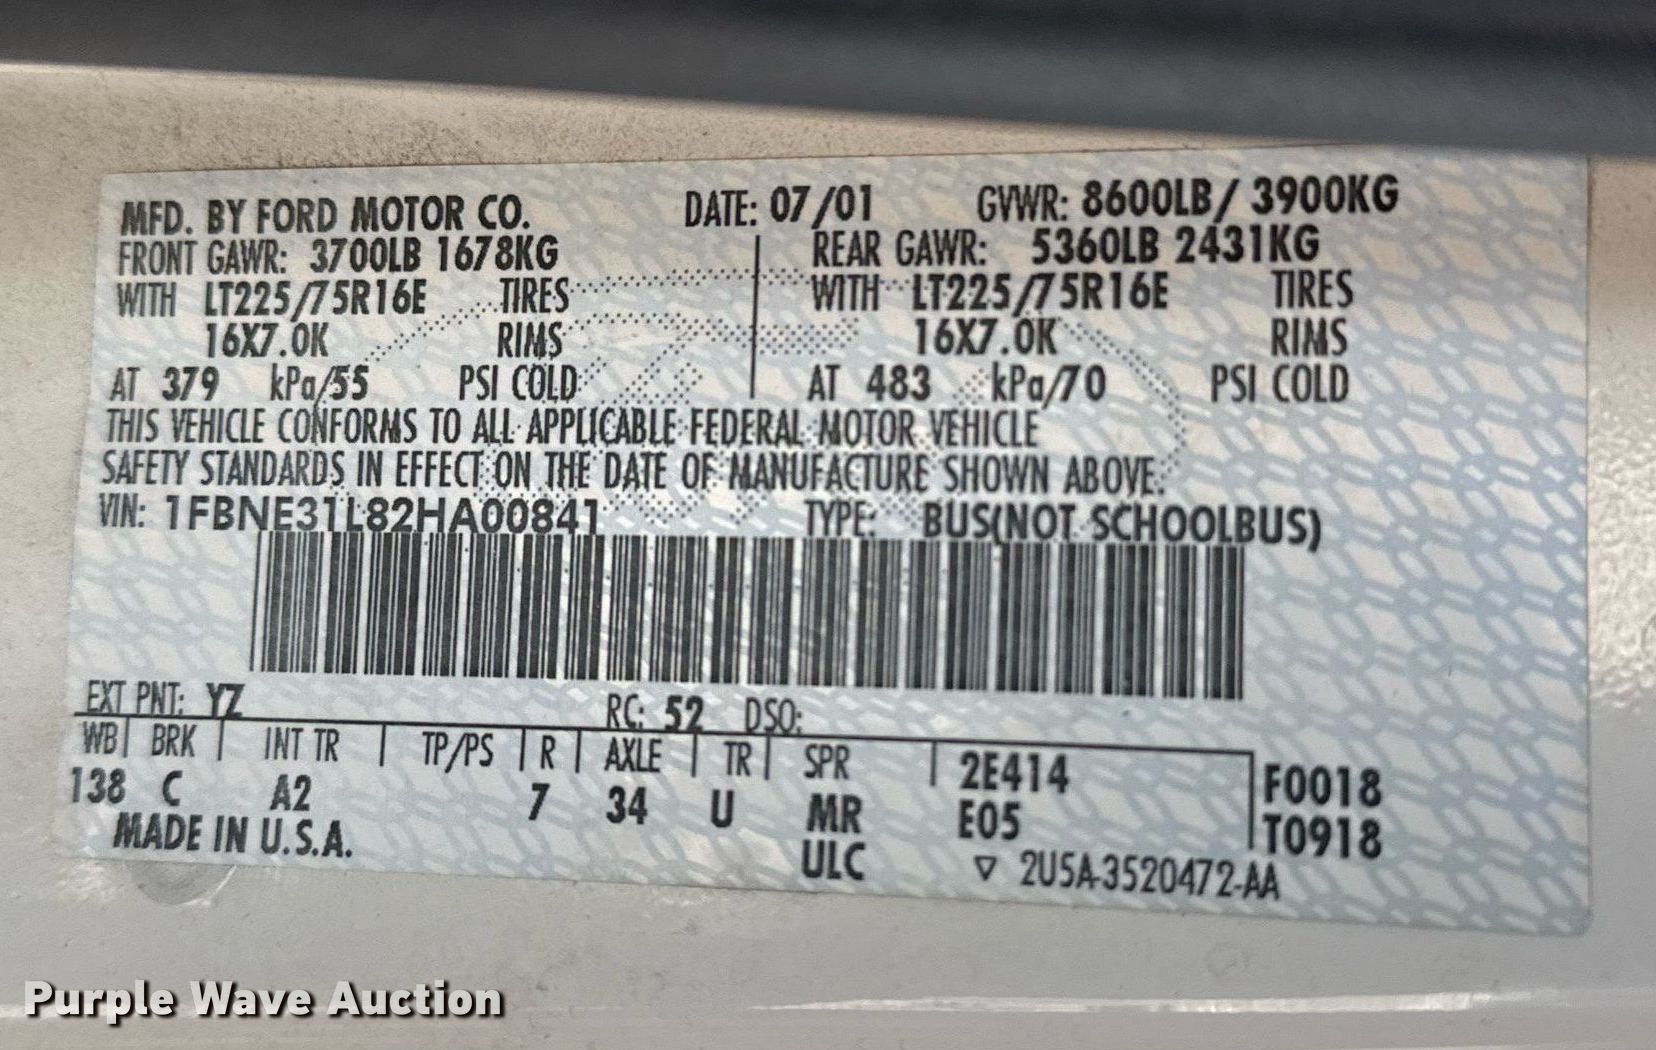 MFD. BY FORD MOTOR CO. DATE: 07/01 GVWR: 8600LB/ 3900KG
FRONT GAWR: 3700LB 1678KG REAR GAWR: 5360LB 2431KG
WITH LT225/75R16E TIRES WITH LT225/75R16E TIRES
16X7.0K RIMS 16X7.0K RIMS
AT 379 kPa/55 PSI COLD AT 483 kPa/70 PSI COLD
THIS VEHICLE CONFORMS TO ALL APPLICABLE FEDERAL MOTOR VEHICLE
SAFETY STANDARDS IN EFFECT ON THE DATE OF MANUFACTURE SHOWN ABOVE.
VIN: 1FBNE31L82HA00841 TYPE: BUS(NOT SCHOOLBUS)
EXT PNT: YZ RC: 52 DSO:
WB BRK INT TR TP/PS R AXLE TR SPR 2E414 F0018
138 C A2 7 34 U MR E05 T0918
MADE IN U.S.A. ULC ▽ 2U5A-3520472-AA
Purple Wave Auction